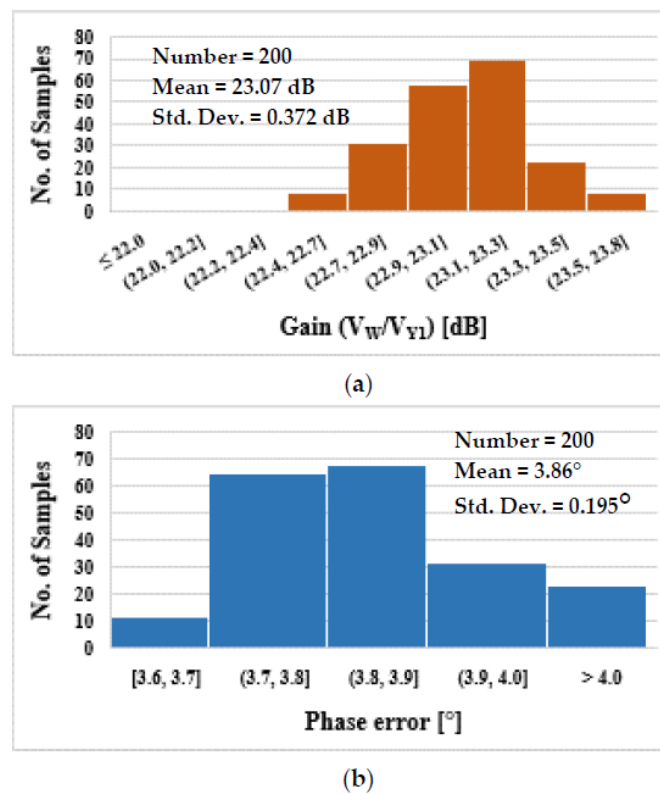 80
70
60
50
40
30
20
10
0
No. of Samples
Number = 200
Mean = 23.07 dB
Std. Dev. = 0.372 dB
≤ 22.0
(22.0, 22.2]
(22.2, 22.4]
(22.4, 22.7]
(22.7, 22.9]
(22.9, 23.1]
(23.1, 23.3]
(23.3, 23.5]
(23.5, 23.8]
Gain (VW/VY1) [dB]
(a)
80
70
60
50
40
30
20
10
0
No. of Samples
Number = 200
Mean = 3.86°
Std. Dev. = 0.195°
[3.6, 3.7]
(3.7, 3.8]
(3.8, 3.9]
(3.9, 4.0]
> 4.0
Phase error [°]
(b)